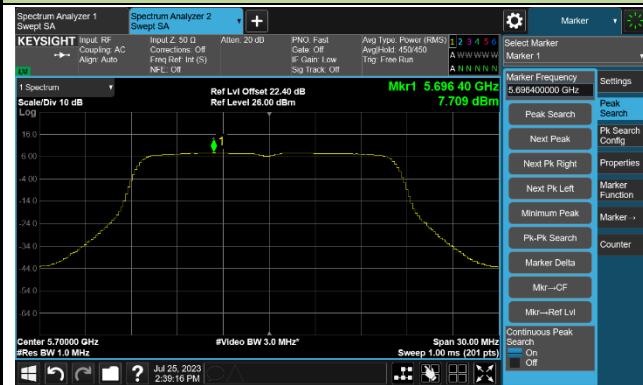 Spectrum Analyzer 1
Swept SA
Spectrum Analyzer 2
Swept SA
Marker
KEYSIGHT
Input: RF
Coupling: AC
Align: Auto
Input Z: 50 Ω
Corrections: Off
Freq Ref: Int (S)
NFE: Off
Atten: 20 dB
PNO: Fast
Gate: Off
IF Gain: Low
Sig Track: Off
Avg Type: Power (RMS)
Avg|Hold: 450/450
Trig: Free Run
1 2 3 4 5 6
A W W W W W
A N N N N N
LXI
Select Marker
Marker 1
1 Spectrum
Scale/Div 10 dB
Log
Ref Lvl Offset 22.40 dB
Ref Level 26.00 dBm
Mkr1 5.696 40 GHz
7.709 dBm
Marker Frequency
5.696400000 GHz
Settings
Peak Search
Peak
Search
Next Peak
Pk Search
Config
Next Pk Right
Properties
Next Pk Left
Marker
Function
Minimum Peak
Marker→
Pk-Pk Search
Counter
Marker Delta
Mkr→CF
Mkr→Ref Lvl
Continuous Peak
Search
On
Off
16.0
6.00
-4.00
-14.0
-24.0
-34.0
-44.0
-54.0
-64.0
1
Center 5.70000 GHz
#Res BW 1.0 MHz
#Video BW 3.0 MHz*
Span 30.00 MHz
Sweep 1.00 ms (201 pts)
?
Jul 25, 2023
2:39:16 PM